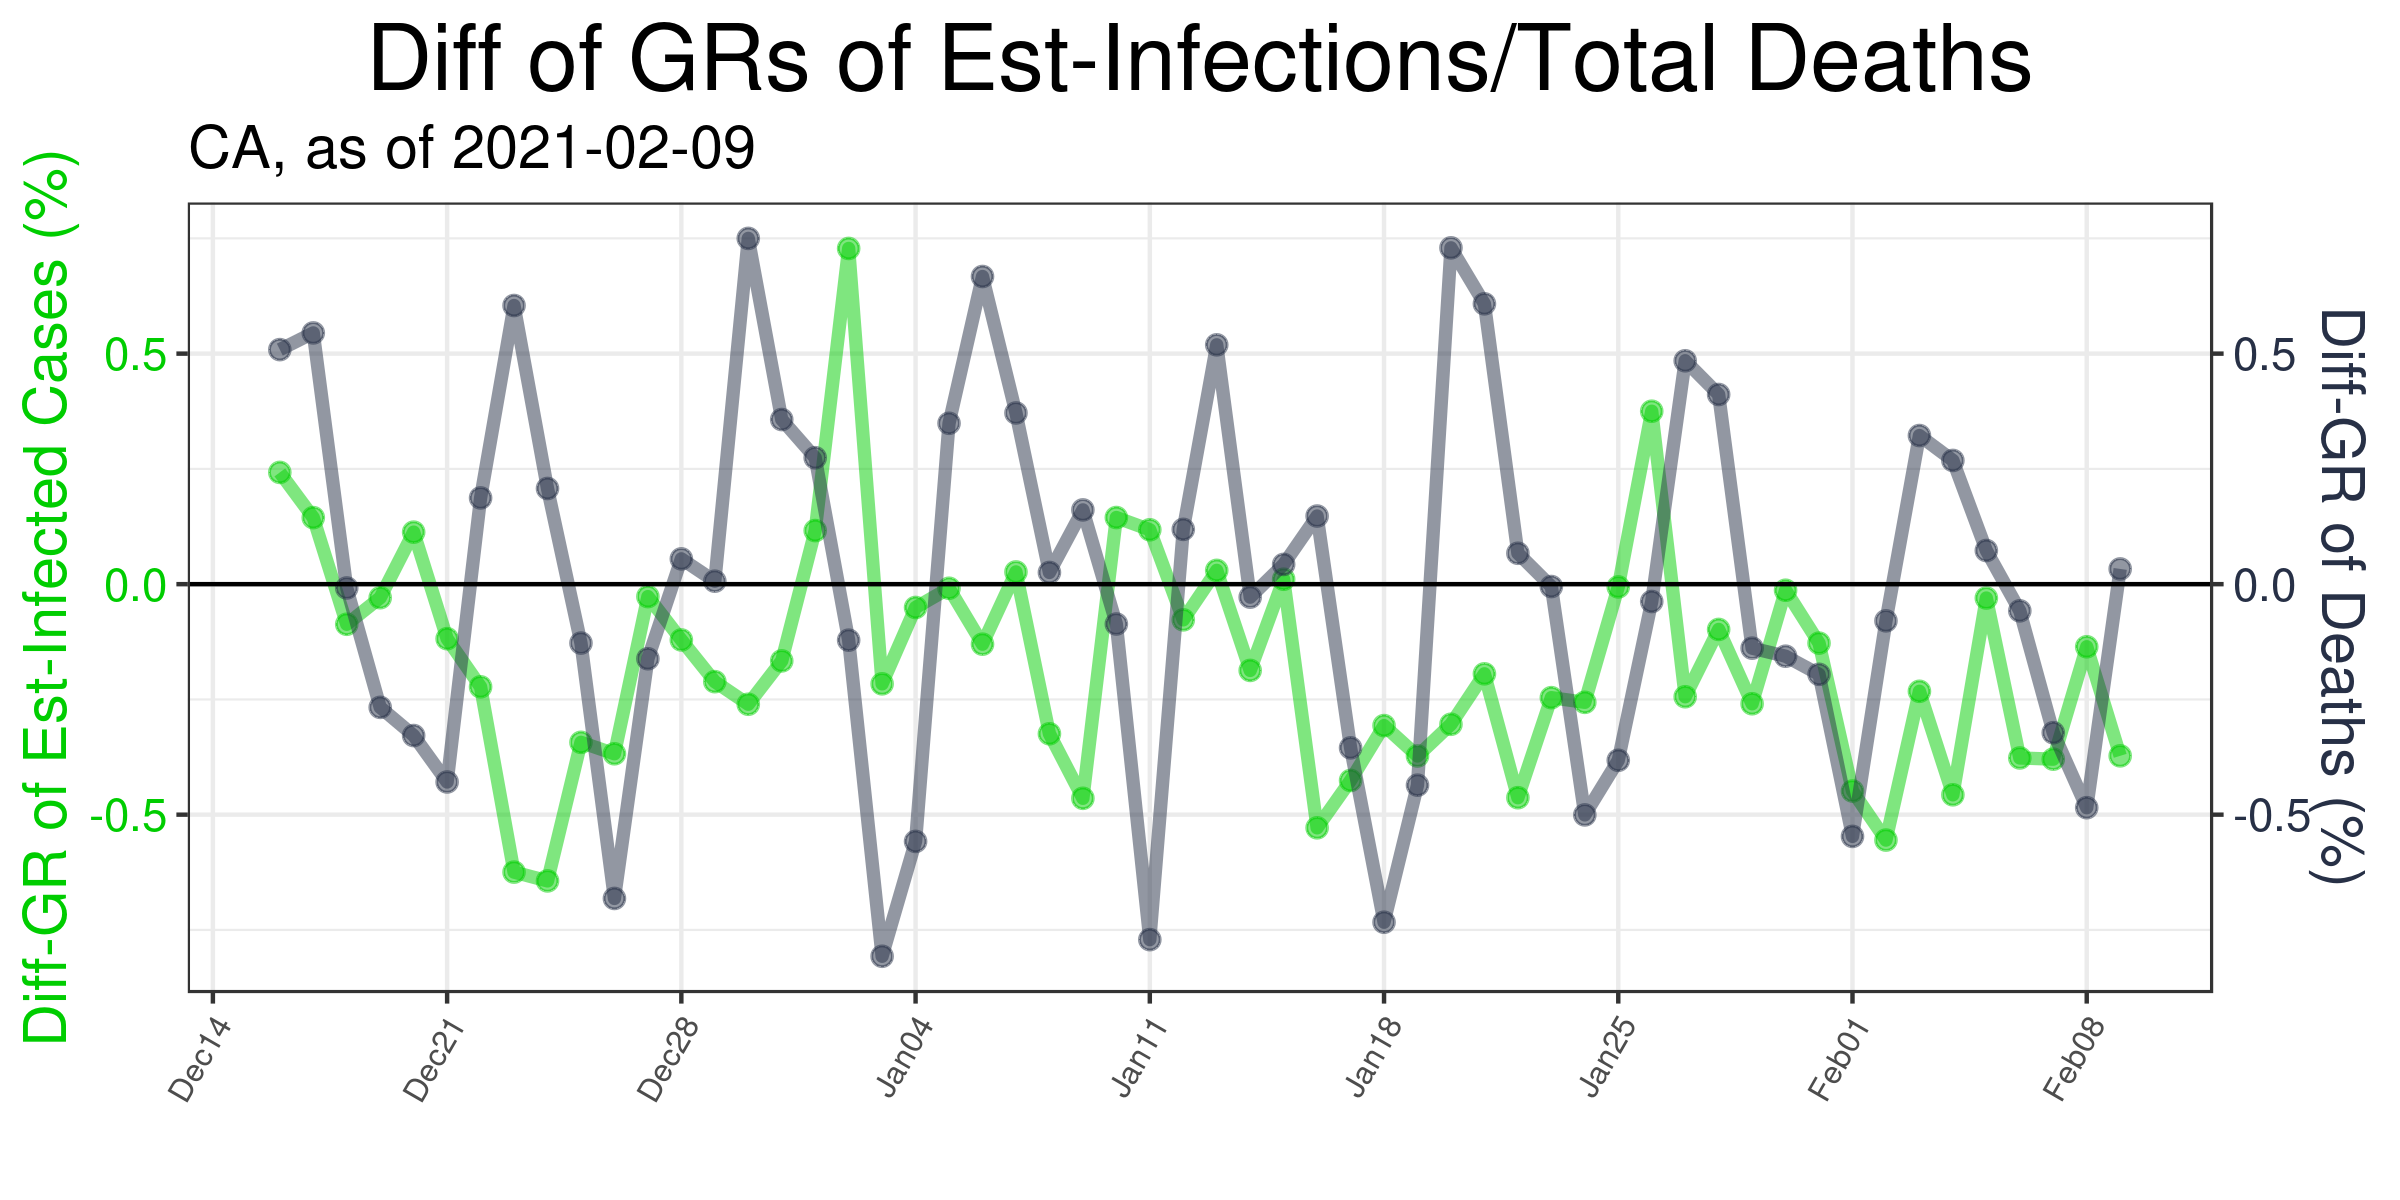 Diff of GRs of Est-Infections/Total Deaths
CA, as of 2021-02-09
Diff-GR of Est-Infected Cases (%)
0.5
0.0
-0.5
0.5
0.0
-0.5
Diff-GR of Deaths (%)
Dec14
Dec21
Dec28
Jan04
Jan11
Jan18
Jan25
Feb01
Feb08